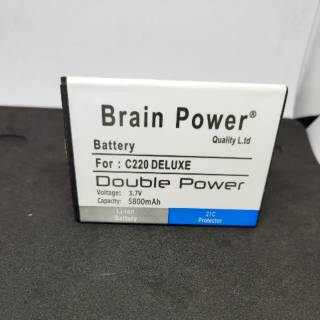 Brain Power®
Quality L.td
Battery
For : C220 DELUXE
Double Power
Voltage: 3.7V
Capacity: 5800mAh
Li-ion
Battery
21C
Protector